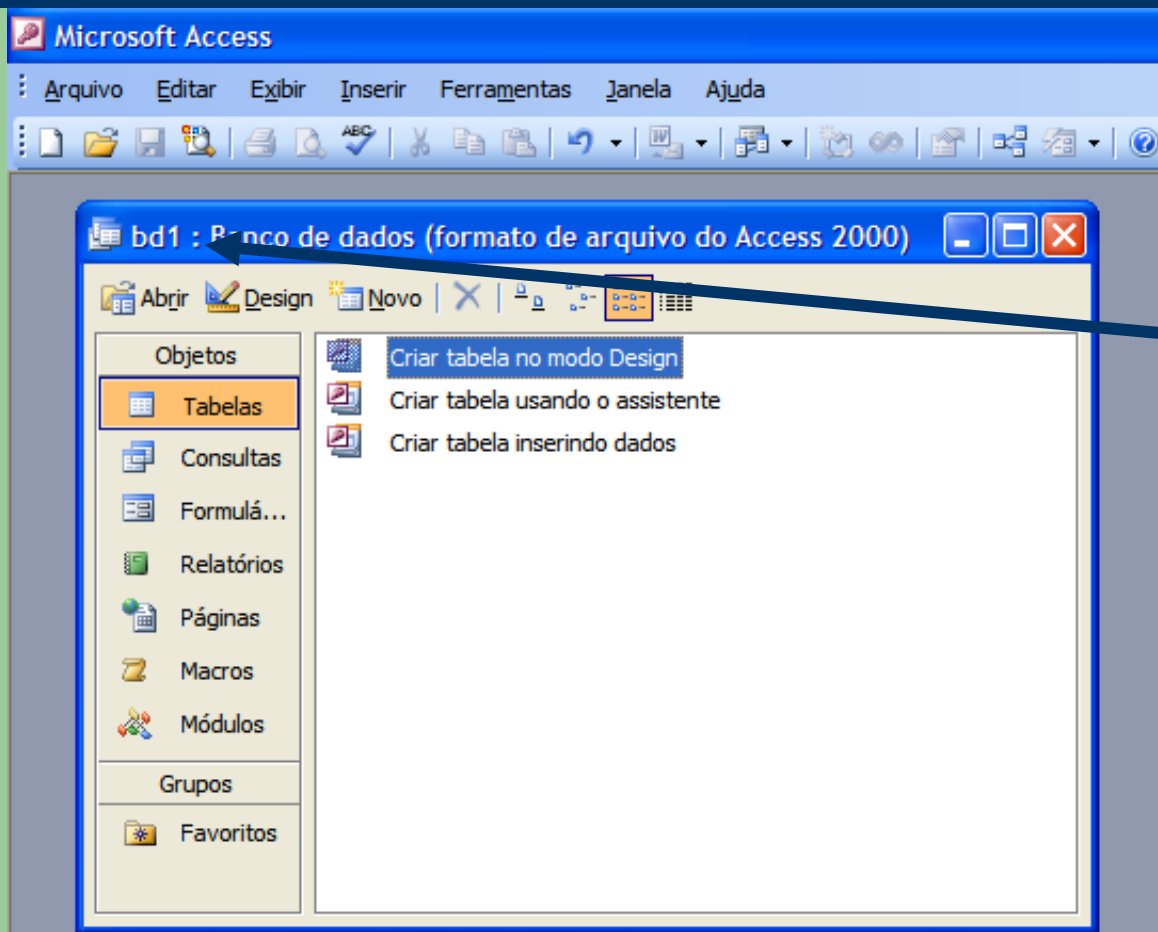 Microsoft Access
Arquivo Editar Exibir Inserir Ferramentas Janela Ajuda
bd1 : Banco de dados (formato de arquivo do Access 2000)
Abrir Design Novo
Objetos
Tabelas
Consultas
Formulá...
Relatórios
Páginas
Macros
Módulos
Grupos
Favoritos
Criar tabela no modo Design
Criar tabela usando o assistente
Criar tabela inserindo dados